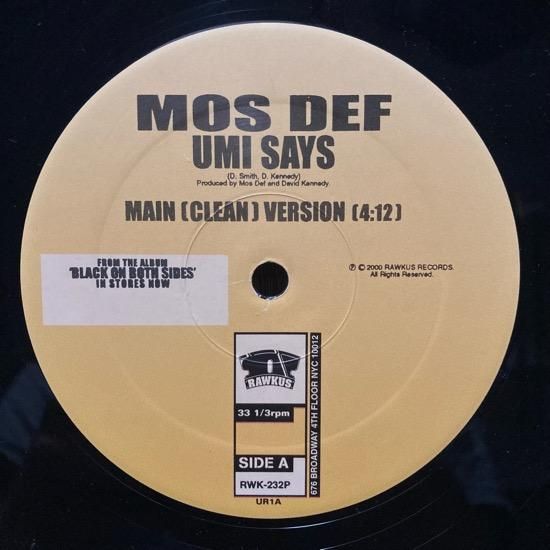 MOS DEF
UMI SAYS
(D. Smith, D. Kennedy)
Produced by Mos Def and David Kennedy.
MAIN (CLEAN) VERSION (4:12)
FROM THE ALBUM
'BLACK ON BOTH SIDES'
IN STORES NOW
℗ © 2000 RAWKUS RECORDS.
All Rights Reserved.
RAWKUS
33 1/3rpm
SIDE A
RWK-232P
676 BROADWAY 4TH FLOOR NYC 10012
UR1A